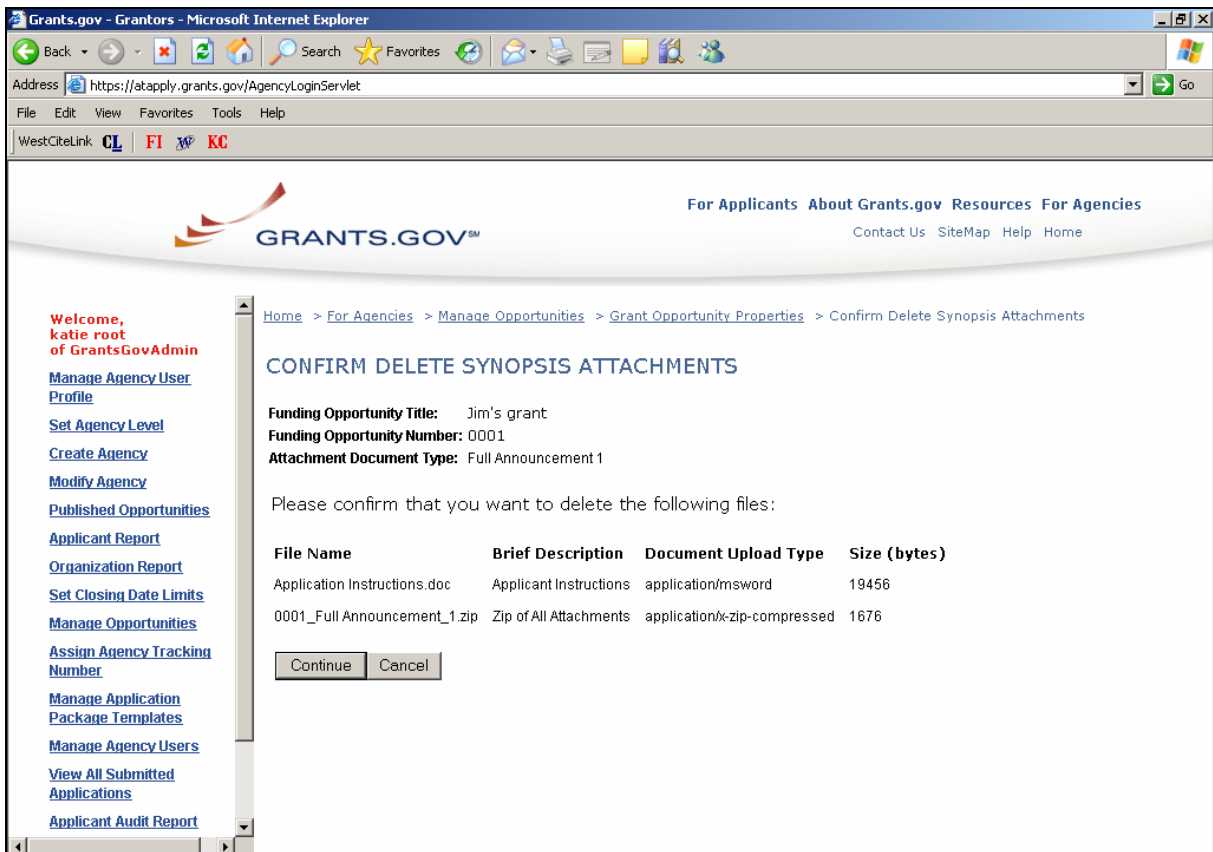 Grants.gov - Grantors - Microsoft Internet Explorer
Back Search Favorites
Address https://atapply.grants.gov/AgencyLoginServlet Go
File Edit View Favorites Tools Help
WestCiteLink CL FI KC
For Applicants About Grants.gov Resources For Agencies
GRANTS.GOV℠
Contact Us SiteMap Help Home
Welcome,
katie root
of GrantsGovAdmin
Manage Agency User
Profile
Set Agency Level
Create Agency
Modify Agency
Published Opportunities
Applicant Report
Organization Report
Set Closing Date Limits
Manage Opportunities
Assign Agency Tracking
Number
Manage Application
Package Templates
Manage Agency Users
View All Submitted
Applications
Applicant Audit Report
Home > For Agencies > Manage Opportunities > Grant Opportunity Properties > Confirm Delete Synopsis Attachments
CONFIRM DELETE SYNOPSIS ATTACHMENTS
Funding Opportunity Title: Jim's grant
Funding Opportunity Number: 0001
Attachment Document Type: Full Announcement 1
Please confirm that you want to delete the following files:
File Name Brief Description Document Upload Type Size (bytes)
Application Instructions.doc Applicant Instructions application/msword 19456
0001_Full Announcement_1.zip Zip of All Attachments application/x-zip-compressed 1676
Continue Cancel